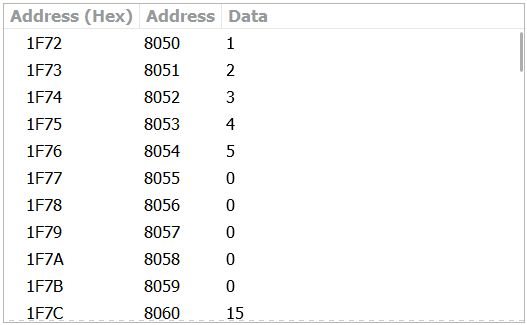 Address (Hex) Address Data
1F72 8050 1
1F73 8051 2
1F74 8052 3
1F75 8053 4
1F76 8054 5
1F77 8055 0
1F78 8056 0
1F79 8057 0
1F7A 8058 0
1F7B 8059 0
1F7C 8060 15